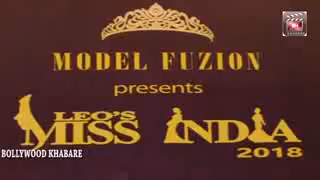 MODEL FUZION
presents
LEO'S
MISS INDIA
2018
BOLLYWOOD KHABARE